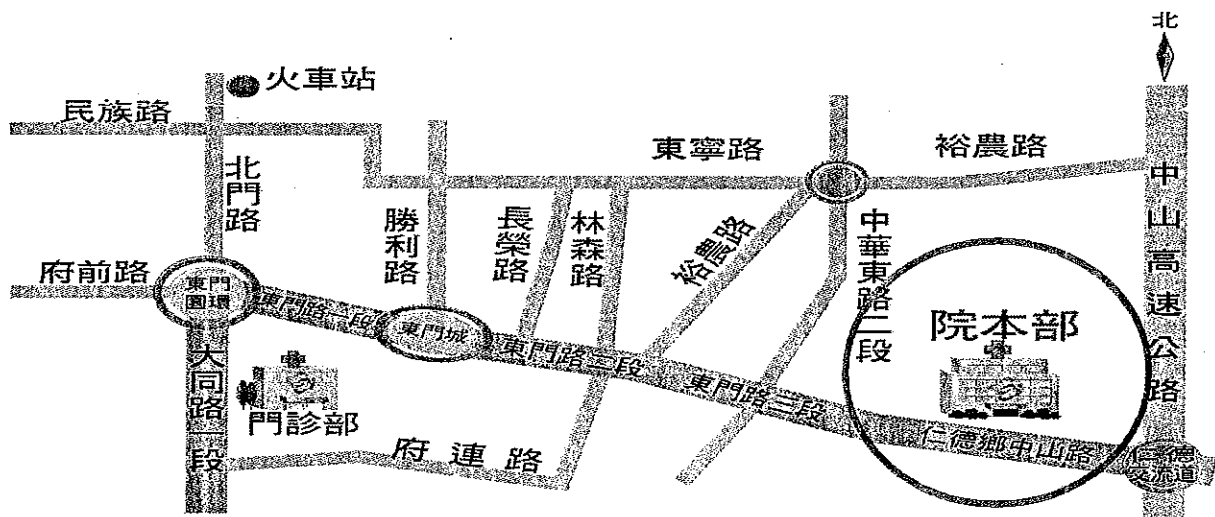 北
火車站
民族路
東寧路
裕農路
北門路
勝利路
長榮路
林森路
裕農路
中華東路二段
中山高速公路
府前路
東門
圓環
東門路一段
東門城
東門路二段
東門路三段
院本部
大同路一段
門診部
府連路
仁德鄉中山路
仁德
交流道